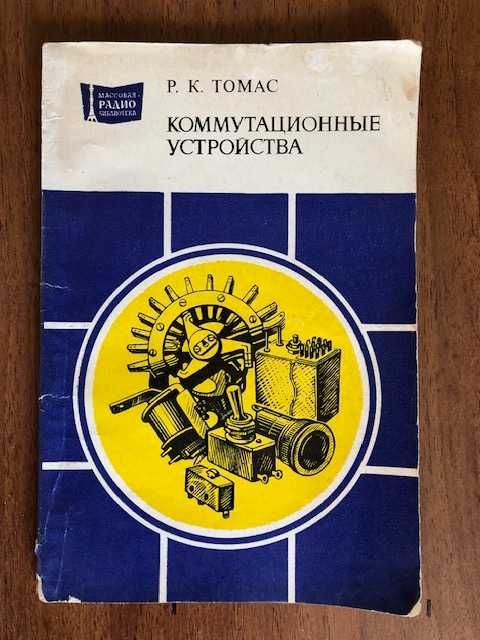 МАССОВАЯ
РАДИО
БИБЛИОТЕКА
Р. К. ТОМАС
КОММУТАЦИОННЫЕ
УСТРОЙСТВА